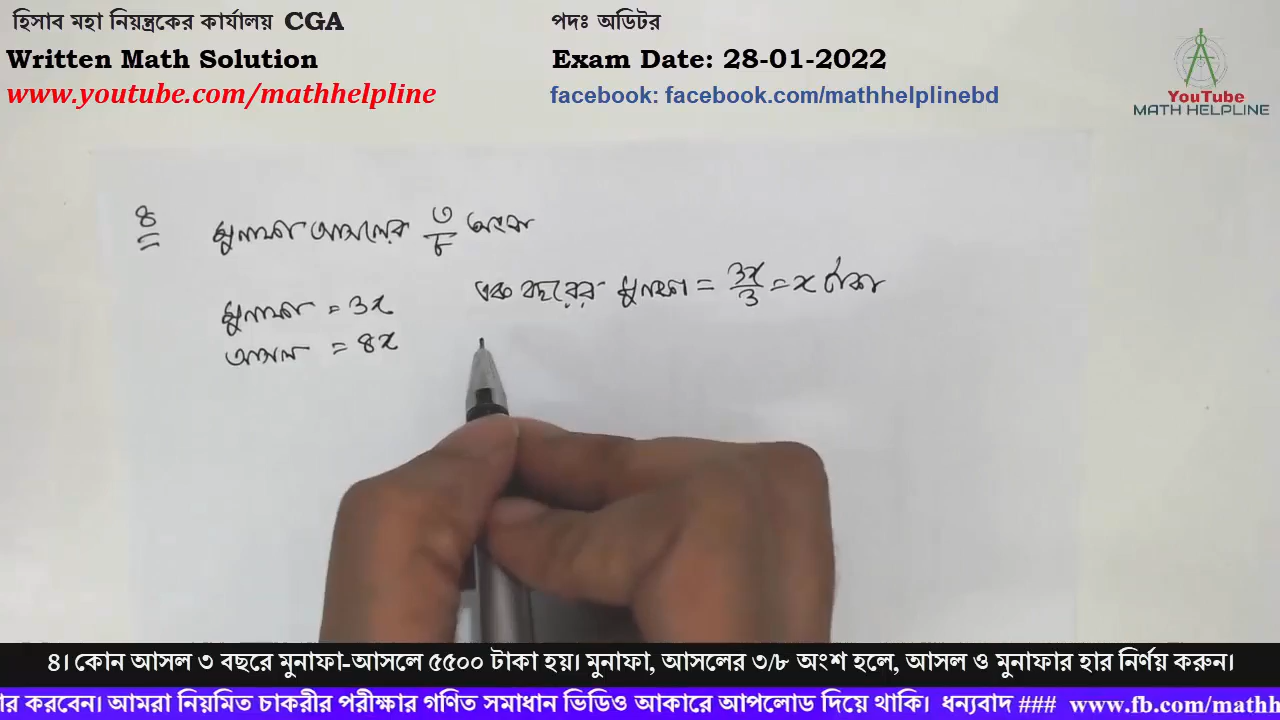 হিসাব মহা নিয়ন্ত্রকের কার্যালয় CGA
পদঃ অডিটর
Written Math Solution
Exam Date: 28-01-2022
www.youtube.com/mathhelpline
facebook: facebook.com/mathhelplinebd
YouTube
MATH HELPLINE
৪
মুনাফা আসলের ৩/৮ অংশ
এক বছরের মুনাফা = 3x/3 = x টাকা
মুনাফা = 3x
আসল = 8x
৪। কোন আসল ৩ বছরে মুনাফা-আসলে ৫৫০০ টাকা হয়। মুনাফা, আসলের ৩/৮ অংশ হলে, আসল ও মুনাফার হার নির্ণয় করুন।
ার করবেন। আমরা নিয়মিত চাকরীর পরীক্ষার গণিত সমাধান ভিডিও আকারে আপলোড দিয়ে থাকি। ধন্যবাদ ### www.fb.com/mathh